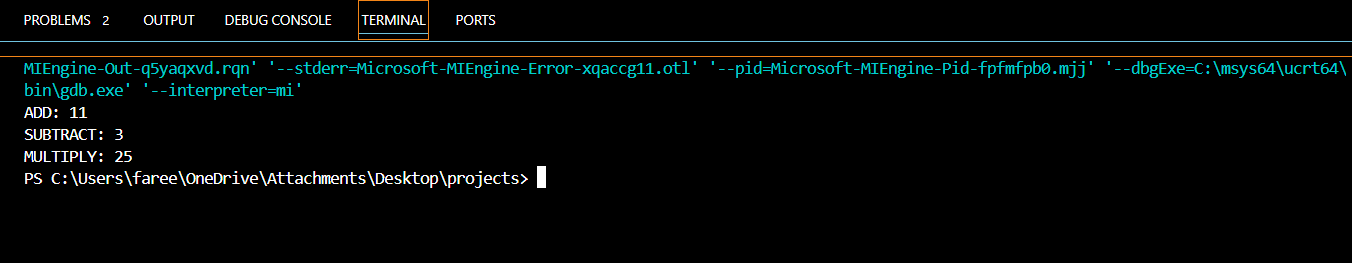 PROBLEMS 2 OUTPUT DEBUG CONSOLE TERMINAL PORTS
MIEngine-Out-q5yaqxvd.rqn' '--stderr=Microsoft-MIEngine-Error-xqaccg11.otl' '--pid=Microsoft-MIEngine-Pid-fpfmfpb0.mjj' '--dbgExe=C:\msys64\ucrt64\
bin\gdb.exe' '--interpreter=mi'
ADD: 11
SUBTRACT: 3
MULTIPLY: 25
PS C:\Users\faree\OneDrive\Attachments\Desktop\projects>